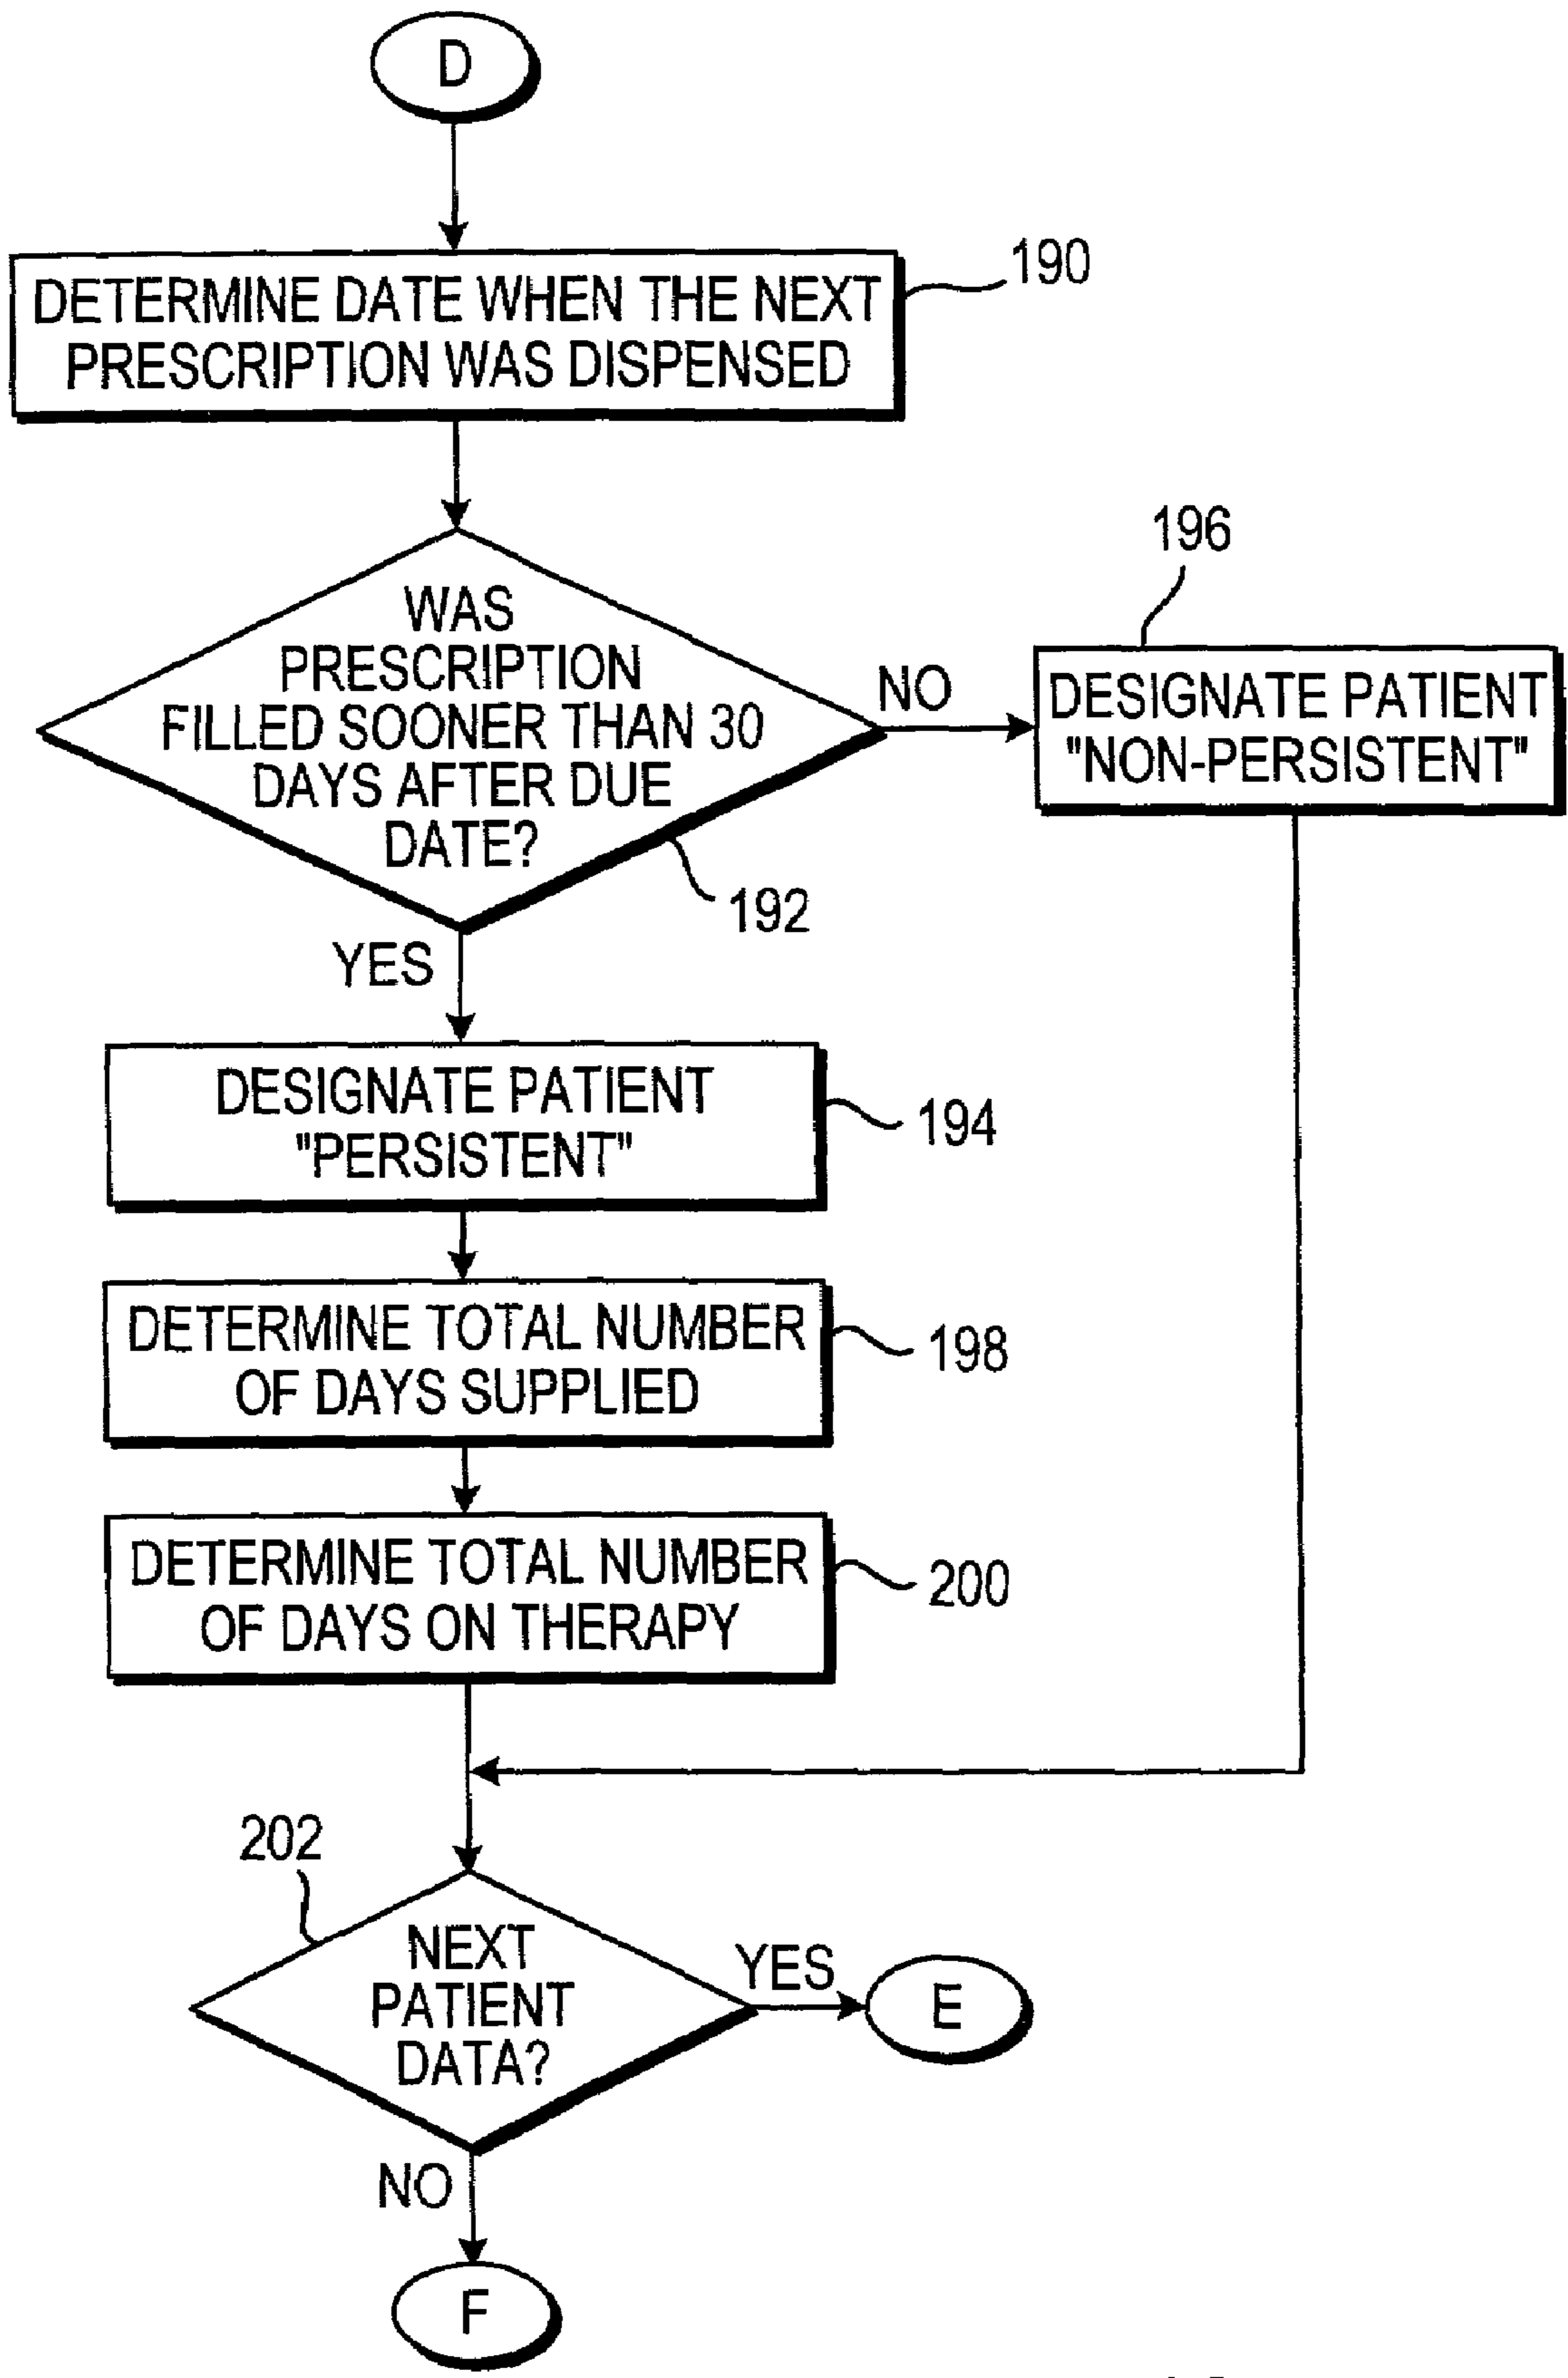 D
190
DETERMINE DATE WHEN THE NEXT
PRESCRIPTION WAS DISPENSED
196
WAS
PRESCRIPTION
FILLED SOONER THAN 30
DAYS AFTER DUE
DATE?
NO
DESIGNATE PATIENT
"NON-PERSISTENT"
192
YES
DESIGNATE PATIENT
"PERSISTENT"
194
DETERMINE TOTAL NUMBER
OF DAYS SUPPLIED
198
DETERMINE TOTAL NUMBER
OF DAYS ON THERAPY
200
202
NEXT
PATIENT
DATA?
YES
E
NO
F